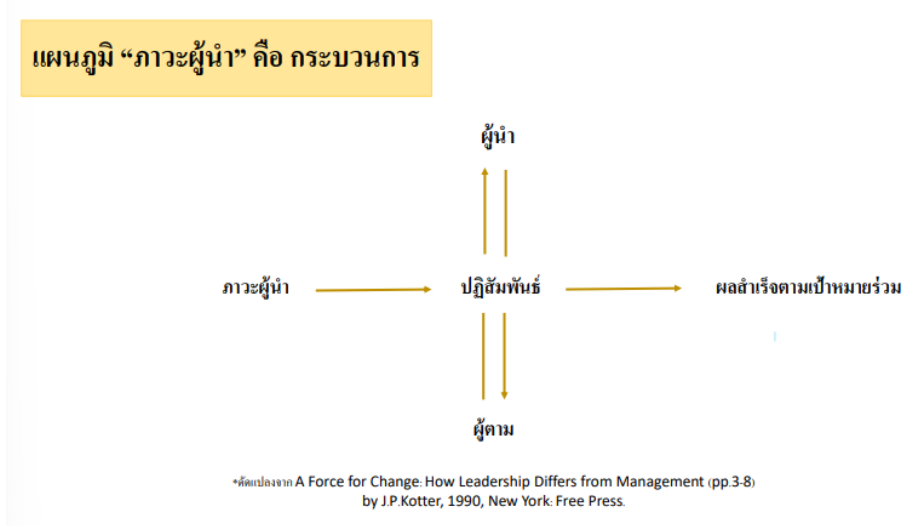 แผนภูมิ “ภาวะผู้นำ” คือ กระบวนการ
ผู้นำ
ภาวะผู้นำ
ปฏิสัมพันธ์
ผลสำเร็จตามเป้าหมายร่วม
ผู้ตาม
*ดัดแปลงจาก A Force for Change: How Leadership Differs from Management (pp.3-8)
by J.P.Kotter, 1990, New York: Free Press.